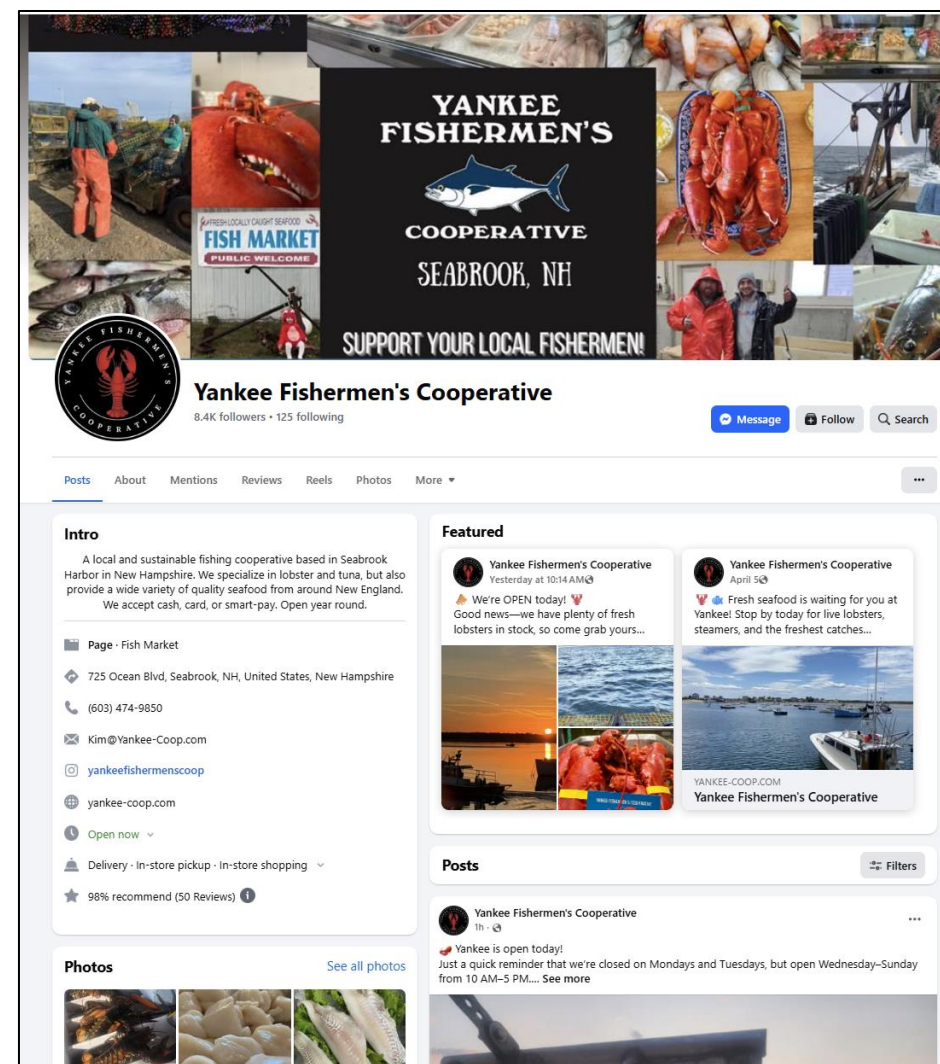 YANKEE
FISHERMEN'S
COOPERATIVE
SEABROOK, NH
SUPPORT YOUR LOCAL FISHERMEN!
FRESH LOCALLY CAUGHT SEAFOOD
FISH MARKET
PUBLIC WELCOME
YANKEE FISHERMEN'S
COOPERATIVE
Yankee Fishermen's Cooperative
8.4K followers • 125 following
Message
Follow
Search
Posts
About
Mentions
Reviews
Reels
Photos
More
Intro
A local and sustainable fishing cooperative based in Seabrook
Harbor in New Hampshire. We specialize in lobster and tuna, but also
provide a wide variety of quality seafood from around New England.
We accept cash, card, or smart-pay. Open year round.
Page · Fish Market
725 Ocean Blvd, Seabrook, NH, United States, New Hampshire
(603) 474-9850
Kim@Yankee-Coop.com
yankeefishermenscoop
yankee-coop.com
Open now
Delivery · In-store pickup · In-store shopping
98% recommend (50 Reviews)
Photos
See all photos
Featured
Yankee Fishermen's Cooperative
Yesterday at 10:14 AM
We're OPEN today! 🦞
Good news—we have plenty of fresh
lobsters in stock, so come grab yours...
Yankee Fishermen's Cooperative
April 5
🦞 🐟 Fresh seafood is waiting for you at
Yankee! Stop by today for live lobsters,
steamers, and the freshest catches...
YANKEE-COOP.COM
Yankee Fishermen's Cooperative
Posts
Filters
Yankee Fishermen's Cooperative
1h ·
Yankee is open today!
Just a quick reminder that we're closed on Mondays and Tuesdays, but open Wednesday–Sunday
from 10 AM–5 PM.... See more